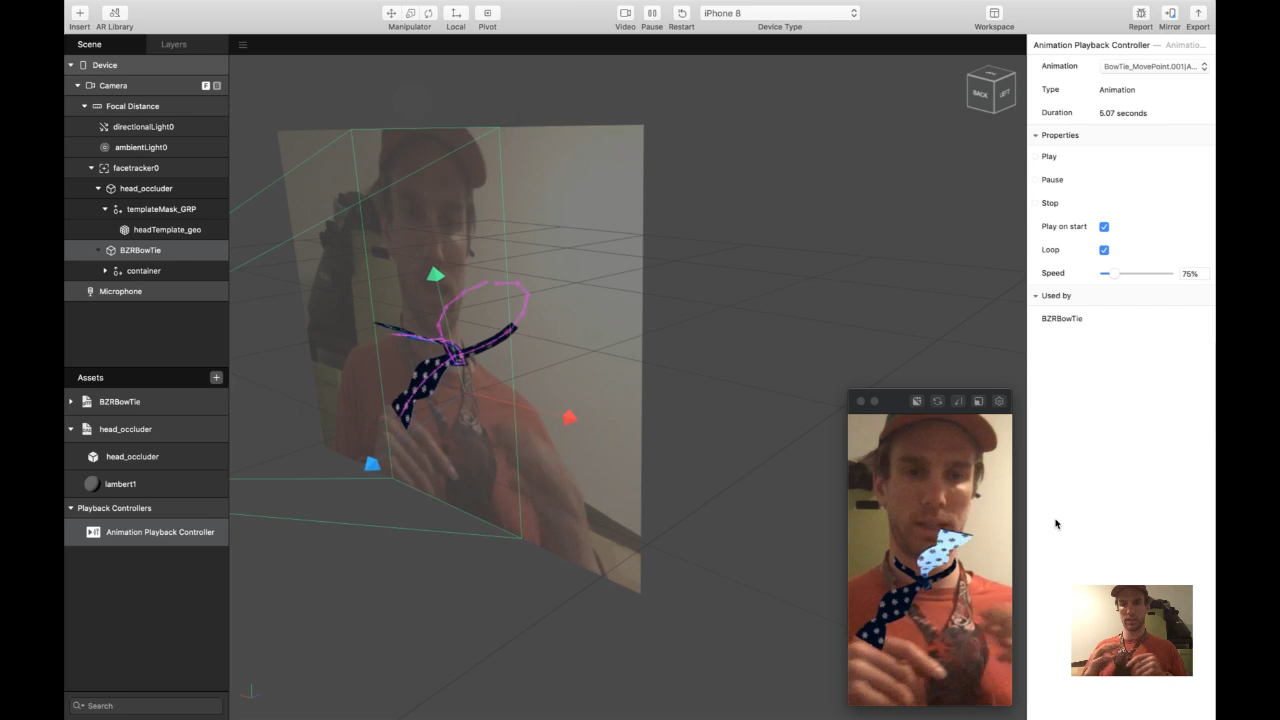 iPhone 8
Insert AR Library Manipulator Local Pivot Video Pause Restart Device Type Workspace Report Mirror Export
Scene Layers
Device
Camera
Focal Distance
directionalLight0
ambientLight0
facetracker0
head_occluder
templateMask_GRP
headTemplate_geo
BZRBowTie
container
Microphone
Assets
BZRBowTie
head_occluder
head_occluder
lambert1
Playback Controllers
Animation Playback Controller
Search
BACK LEFT
Animation Playback Controller — Animatio...
Animation BowTie_MovePoint.001|A...
Type Animation
Duration 5.07 seconds
Properties
Play
Pause
Stop
Play on start
Loop
Speed 75%
Used by
BZRBowTie